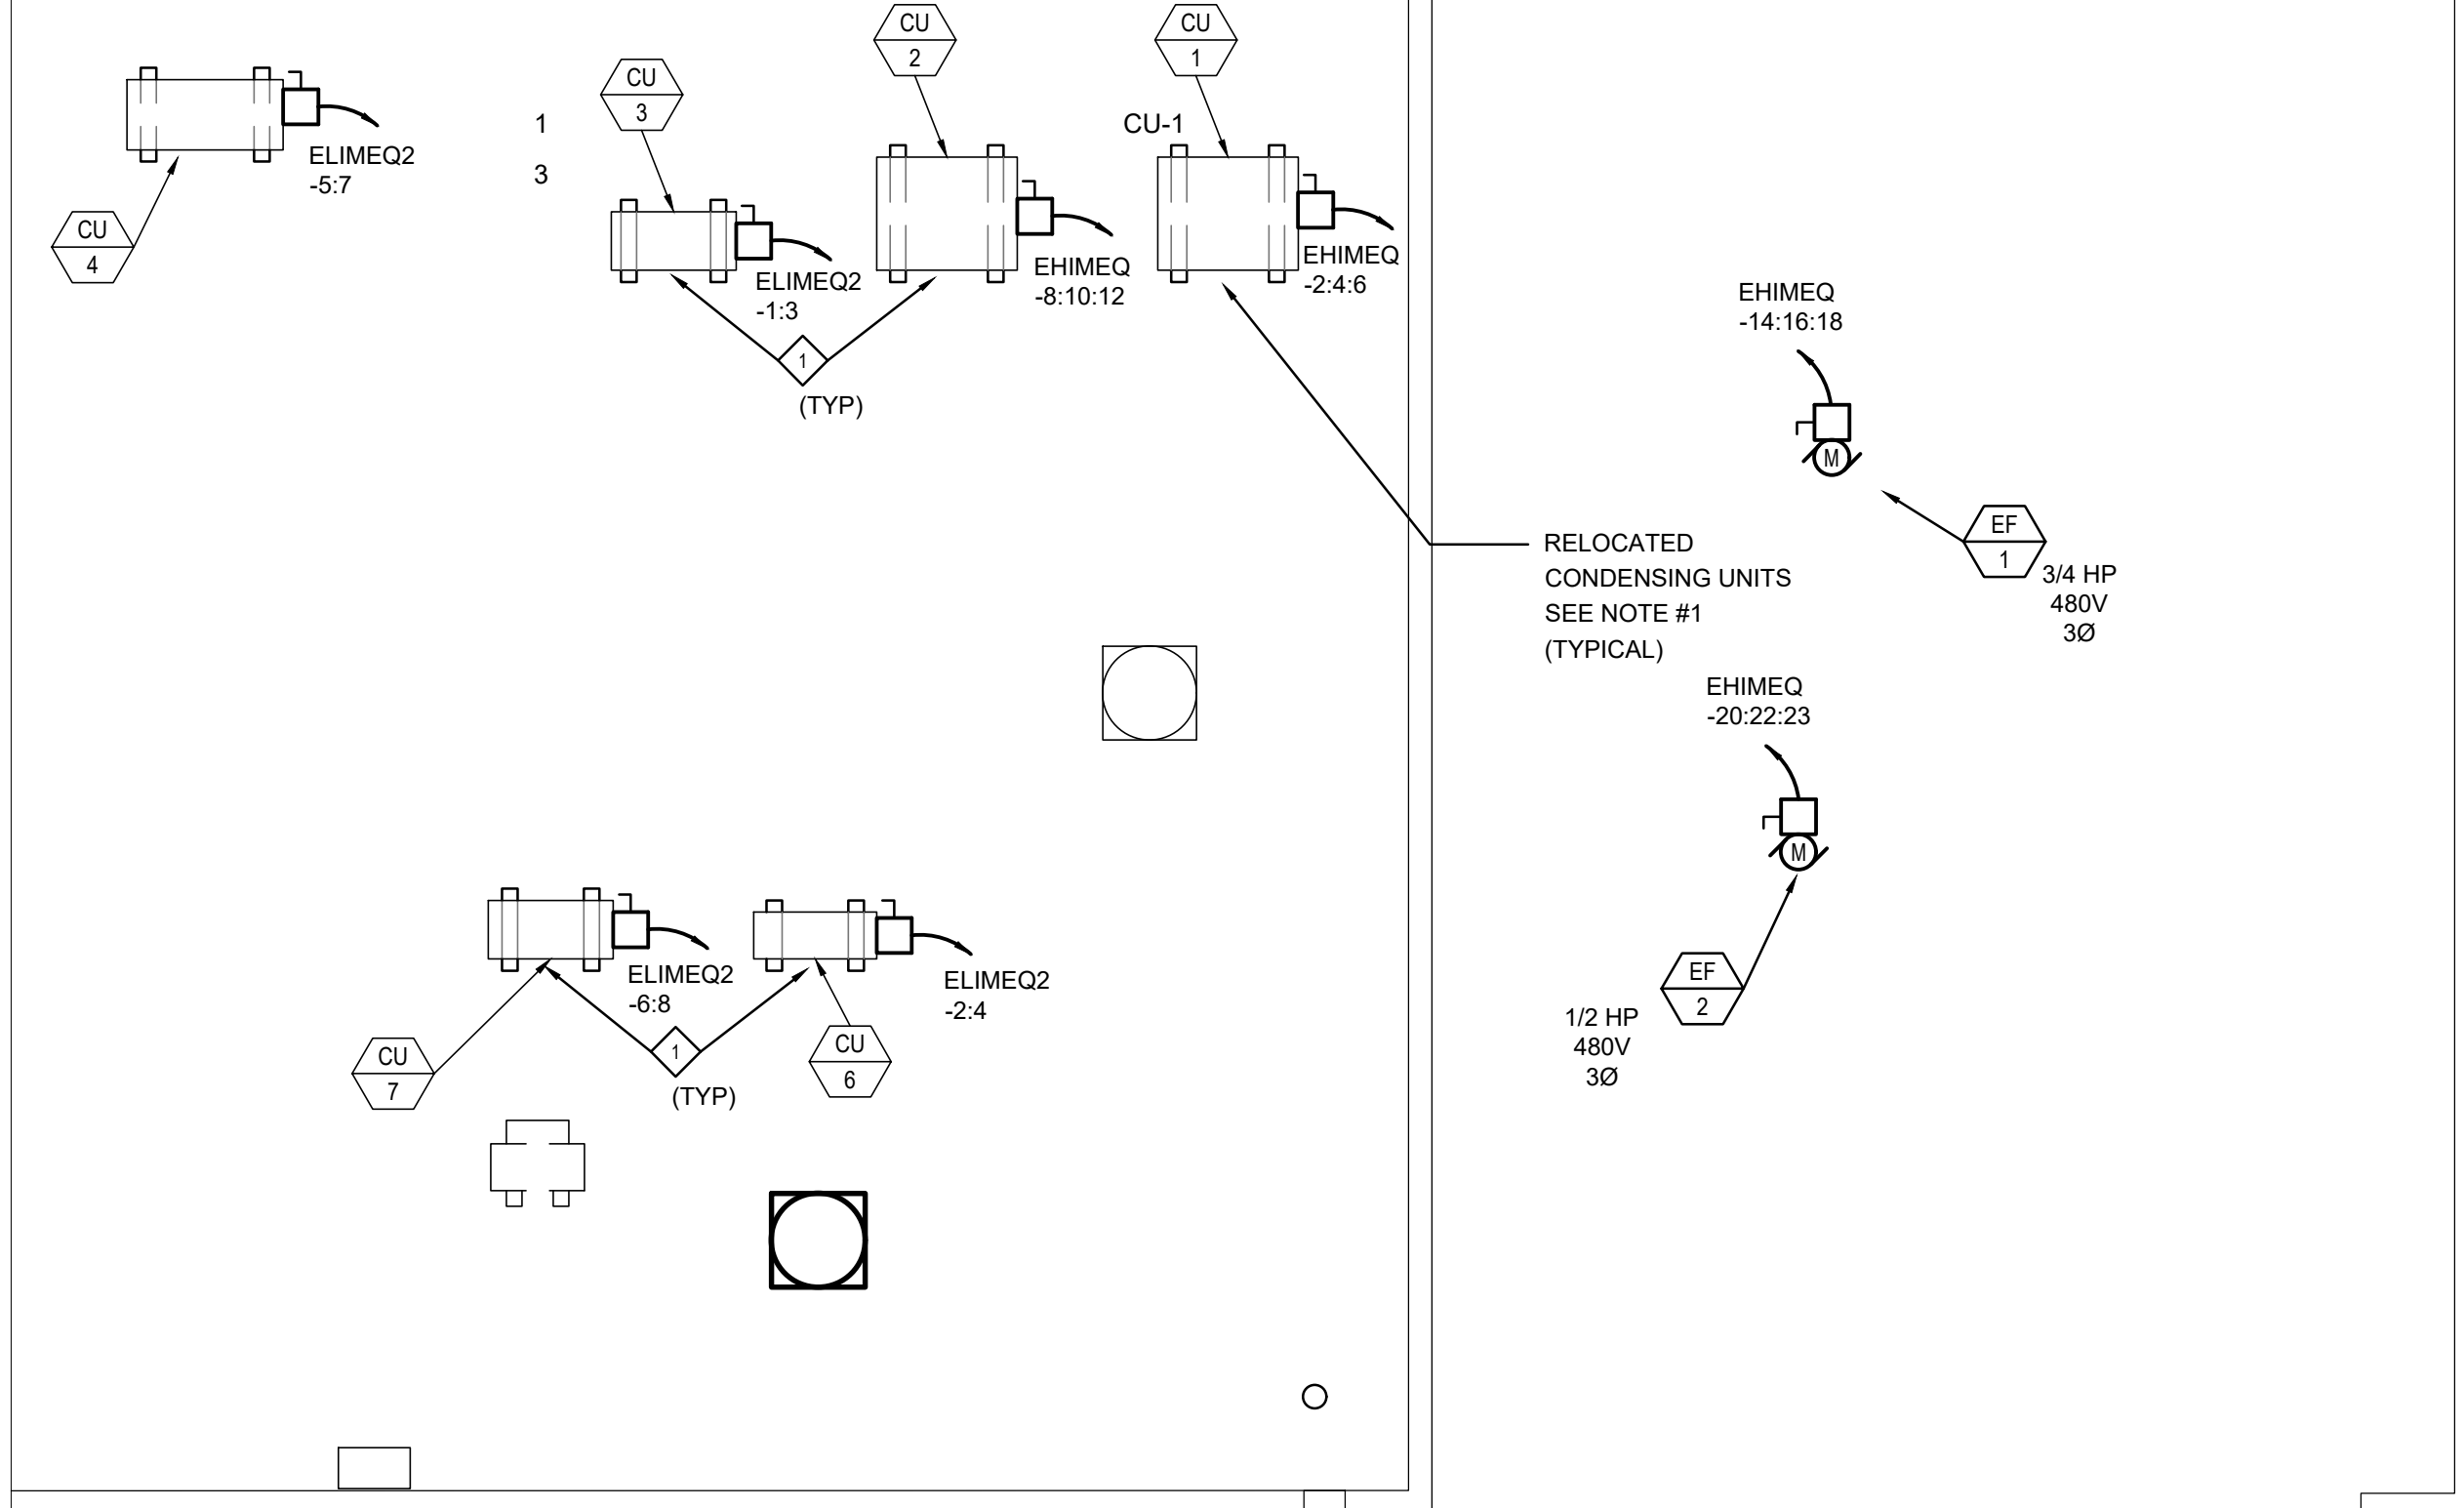 CU
2
CU
1
CU
3
1
3
CU-1
ELIMEQ2
-5:7
CU
4
ELIMEQ2
-1:3
EHIMEQ
-8:10:12
EHIMEQ
-2:4:6
1
(TYP)
EHIMEQ
-14:16:18
M
EF
1
3/4 HP
480V
3Ø
RELOCATED
CONDENSING UNITS
SEE NOTE #1
(TYPICAL)
EHIMEQ
-20:22:23
M
EF
2
1/2 HP
480V
3Ø
ELIMEQ2
-6:8
ELIMEQ2
-2:4
CU
7
1
(TYP)
CU
6